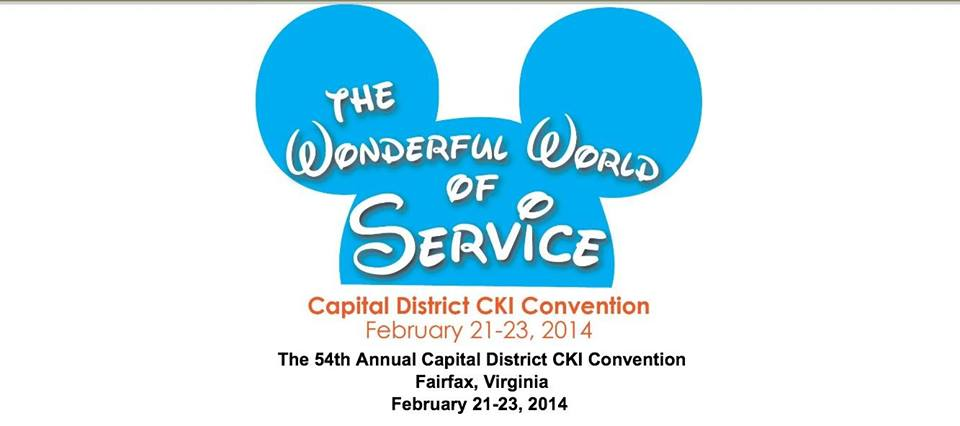 THE
WONDERFUL WORLD
OF
SERVICE
Capital District CKI Convention
February 21-23, 2014
The 54th Annual Capital District CKI Convention
Fairfax, Virginia
February 21-23, 2014